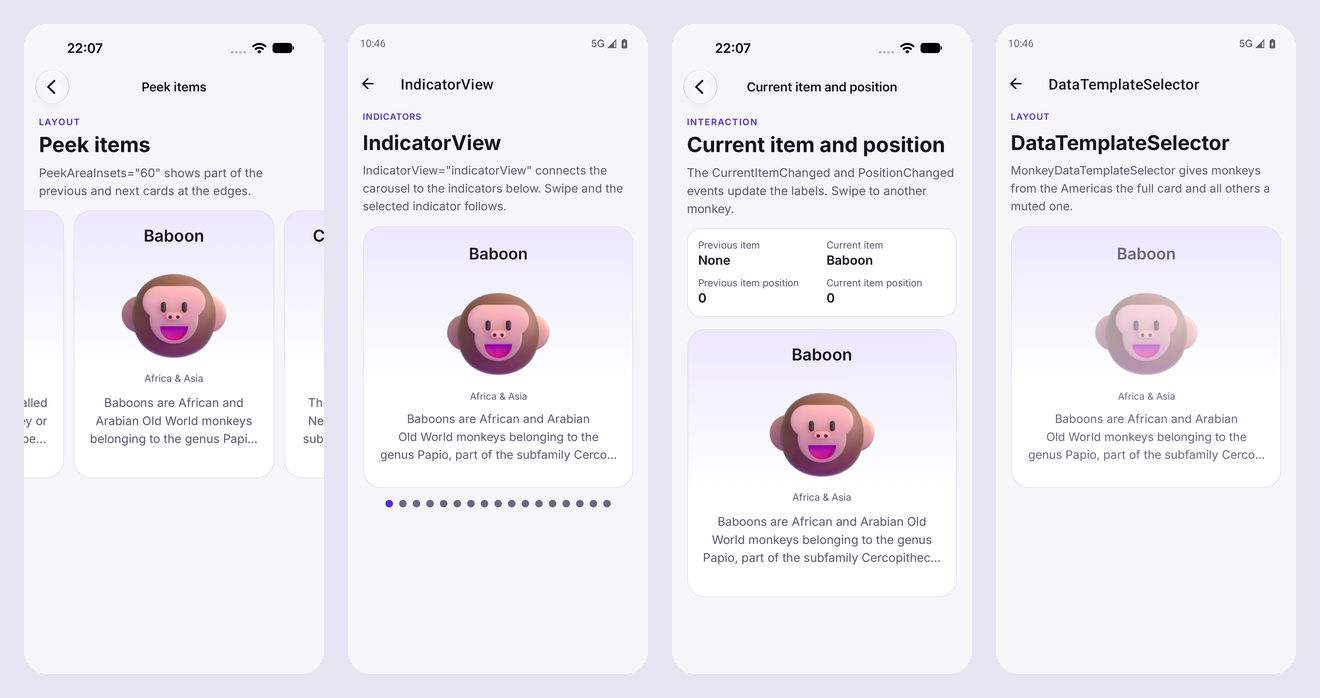 22:07
Peek items
LAYOUT
Peek items
PeekAreaInsets="60" shows part of the
previous and next cards at the edges.
Baboon
C
Africa & Asia
Baboons are African and
Arabian Old World monkeys
belonging to the genus Papi...
alled
y or
be...
Th
Ne
sub
10:46
5G
IndicatorView
INDICATORS
IndicatorView
IndicatorView="indicatorView" connects the
carousel to the indicators below. Swipe and the
selected indicator follows.
Baboon
Africa & Asia
Baboons are African and Arabian
Old World monkeys belonging to the
genus Papio, part of the subfamily Cerco...
22:07
Current item and position
INTERACTION
Current item and position
The CurrentItemChanged and PositionChanged
events update the labels. Swipe to another
monkey.
Previous item
None
Current item
Baboon
Previous item position
0
Current item position
0
Baboon
Africa & Asia
Baboons are African and Arabian Old
World monkeys belonging to the genus
Papio, part of the subfamily Cercopithec...
10:46
5G
DataTemplateSelector
LAYOUT
DataTemplateSelector
MonkeyDataTemplateSelector gives monkeys
from the Americas the full card and all others a
muted one.
Baboon
Africa & Asia
Baboons are African and Arabian
Old World monkeys belonging to the
genus Papio, part of the subfamily Cerco...